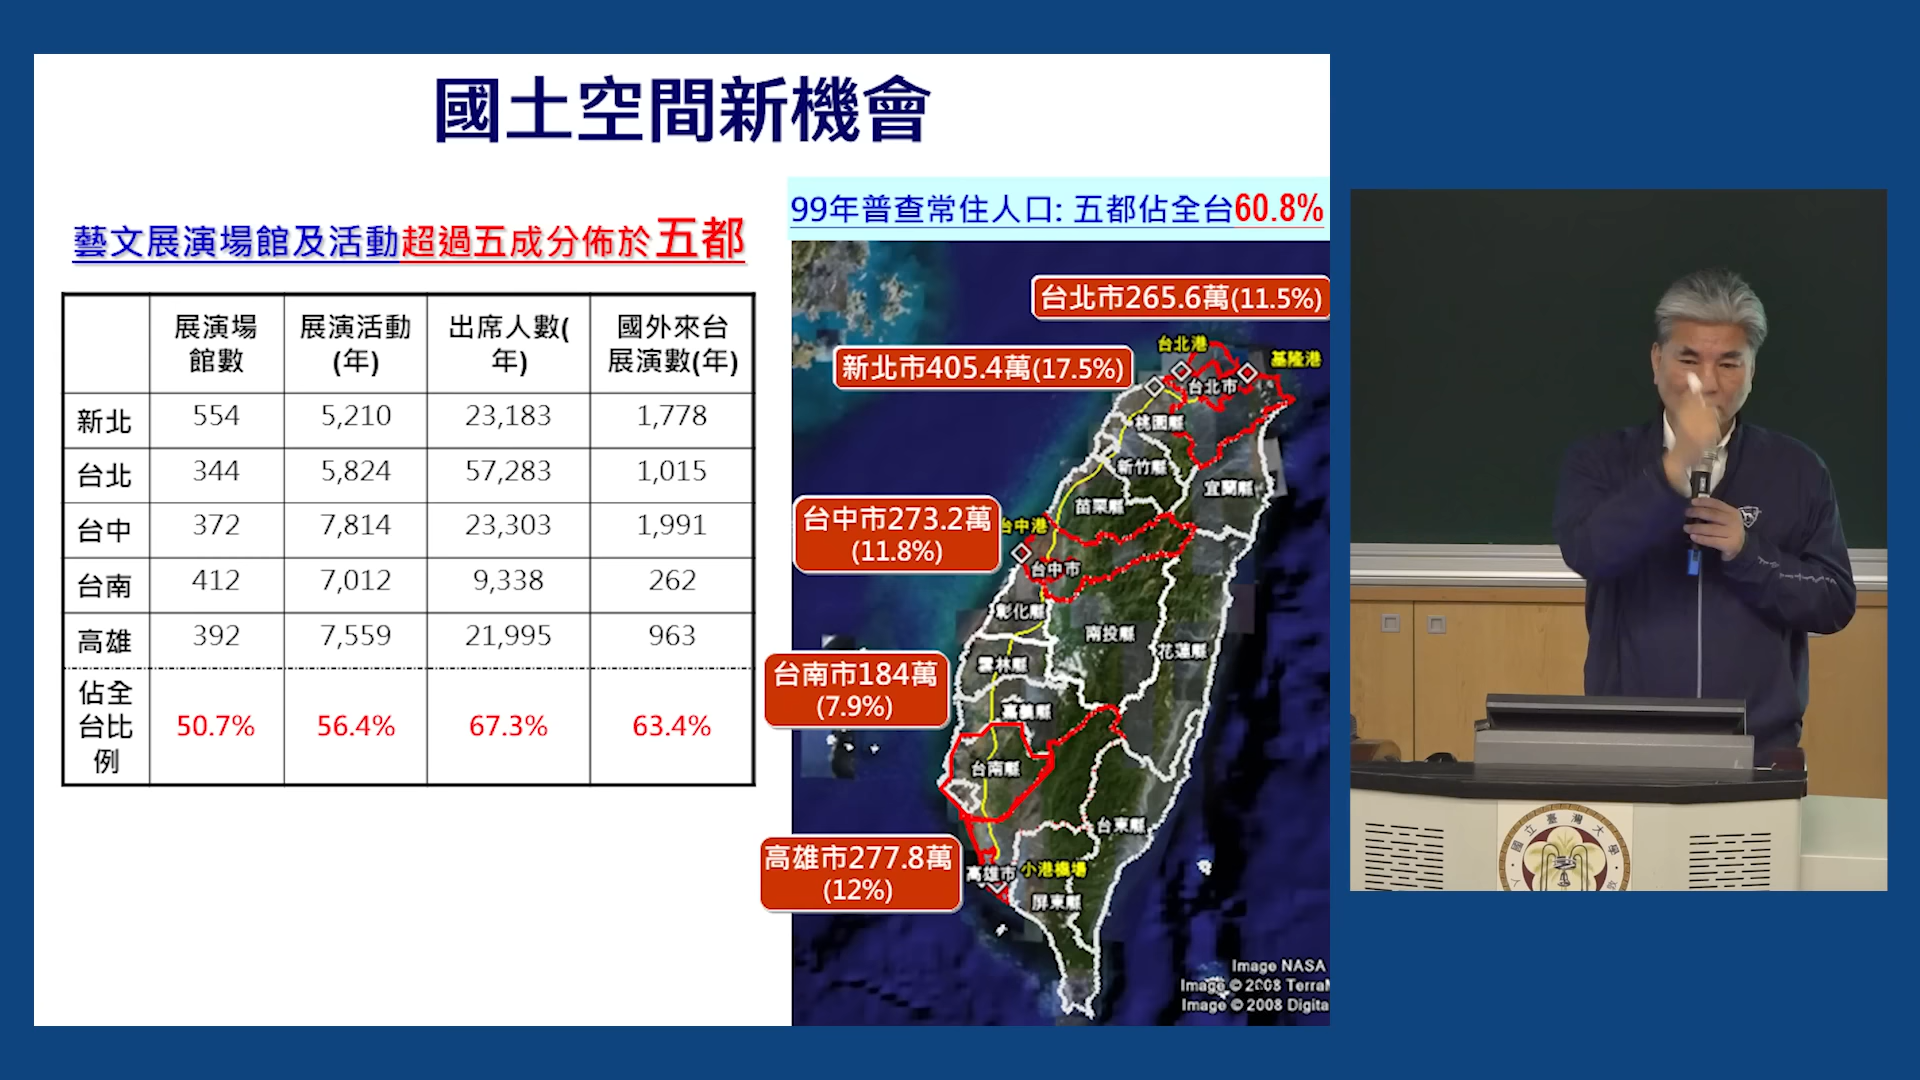 國土空間新機會
藝文展演場館及活動超過五成分佈於五都
展演場館數 展演活動(年) 出席人數(年) 國外來台展演數(年)
新北 554 5,210 23,183 1,778
台北 344 5,824 57,283 1,015
台中 372 7,814 23,303 1,991
台南 412 7,012 9,338 262
高雄 392 7,559 21,995 963
佔全台比例 50.7% 56.4% 67.3% 63.4%
99年普查常住人口: 五都佔全台60.8%
台北市265.6萬(11.5%)
新北市405.4萬(17.5%)
台中市273.2萬
(11.8%)
台南市184萬
(7.9%)
高雄市277.8萬
(12%)
台北港
基隆港
台北市
桃園縣
新竹縣
宜蘭縣
苗栗縣
台中港
台中市
彰化縣
南投縣
花蓮縣
雲林縣
嘉義縣
台南縣
台東縣
高雄市
小港機場
屏東縣
Image NASA
Image © 2008 Terra
Image © 2008 Digita
國立臺灣大學